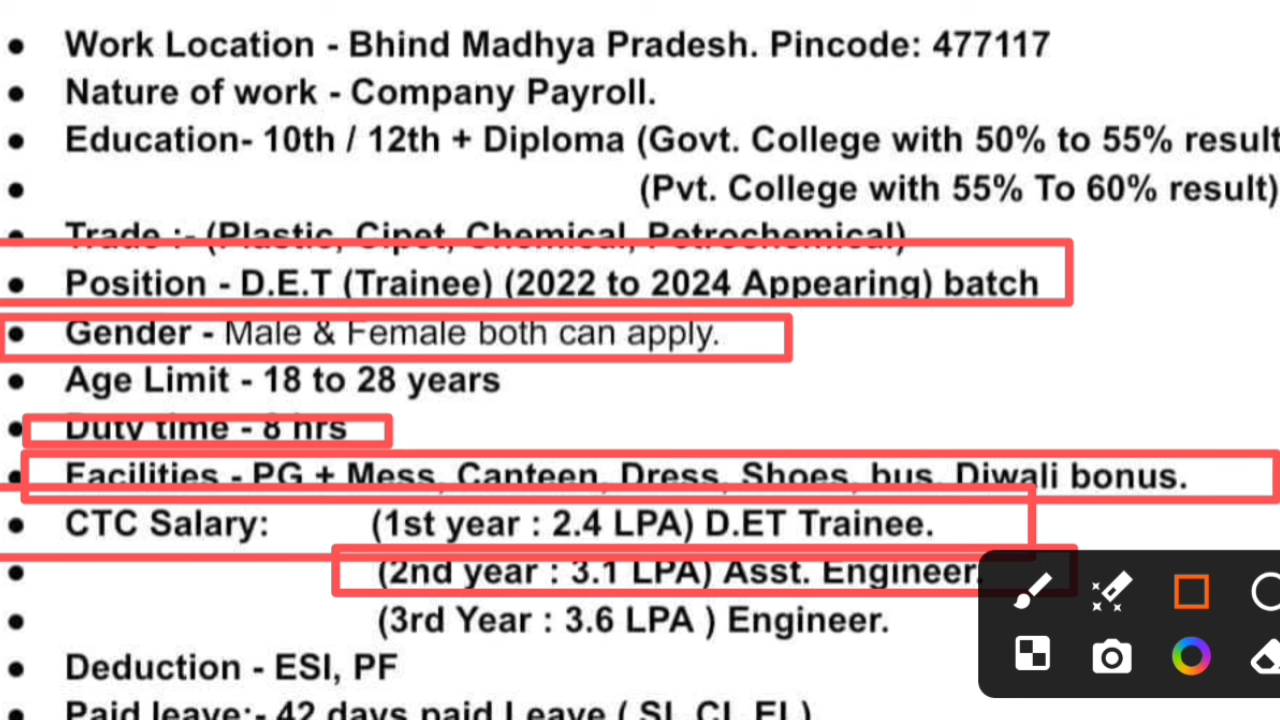 ● Work Location - Bhind Madhya Pradesh. Pincode: 477117
● Nature of work - Company Payroll.
● Education- 10th / 12th + Diploma (Govt. College with 50% to 55% result
● (Pvt. College with 55% To 60% result)
● Trade :- (Plastic, Cipet, Chemical, Petrochemical)
● Position - D.E.T (Trainee) (2022 to 2024 Appearing) batch
● Gender - Male & Female both can apply.
● Age Limit - 18 to 28 years
● Duty time - 8 hrs
● Facilities - PG + Mess, Canteen, Dress, Shoes, bus, Diwali bonus.
● CTC Salary: (1st year : 2.4 LPA) D.ET Trainee.
● (2nd year : 3.1 LPA) Asst. Engineer.
● (3rd Year : 3.6 LPA ) Engineer.
● Deduction - ESI, PF
● Paid leave:- 42 days paid Leave ( SL CL EL)